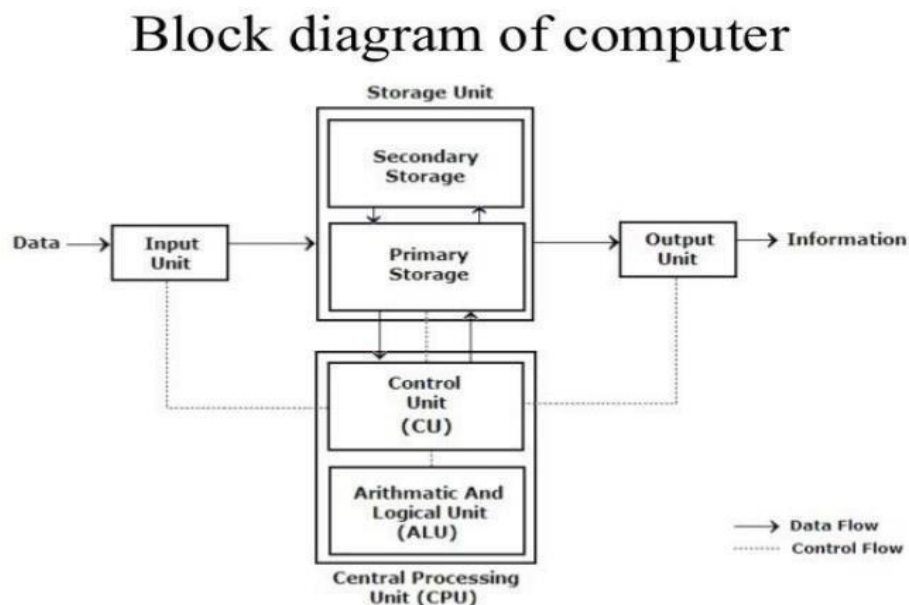 Block diagram of computer
Storage Unit
Secondary
Storage
Data
Input
Unit
Primary
Storage
Output
Unit
Information
Control
Unit
(CU)
Arithmatic And
Logical Unit
(ALU)
Data Flow
Control Flow
Central Processing
Unit (CPU)